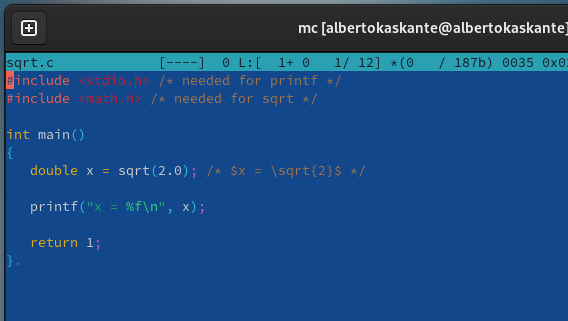 mc [albertokaskante@albertokaskante]
sqrt.c [----] 0 L:[ 1+ 0 1/ 12] *(0 / 187b) 0035 0x0
#include <stdio.h> /* needed for printf */
#include <math.h> /* needed for sqrt */
int main()
{
double x = sqrt(2.0); /* $x = \sqrt{2}$ */
printf("x = %f\n", x);
return 1;
}.